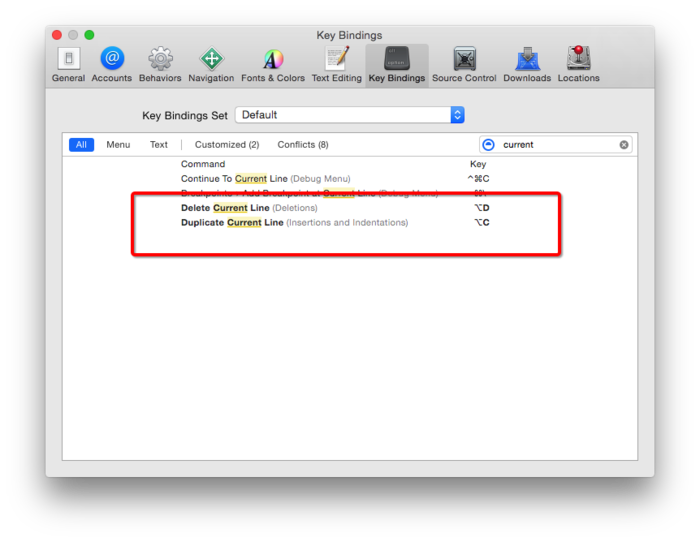 Key Bindings
General Accounts Behaviors Navigation Fonts & Colors Text Editing Key Bindings Source Control Downloads Locations
Key Bindings Set Default
All Menu Text Customized (2) Conflicts (8) current
Command Key
Continue To Current Line (Debug Menu) ^⌘C
Breakpoints › Add Breakpoint at Current Line (Debug Menu) ⌘\
Delete Current Line (Deletions) ⌥D
Duplicate Current Line (Insertions and Indentations) ⌥C